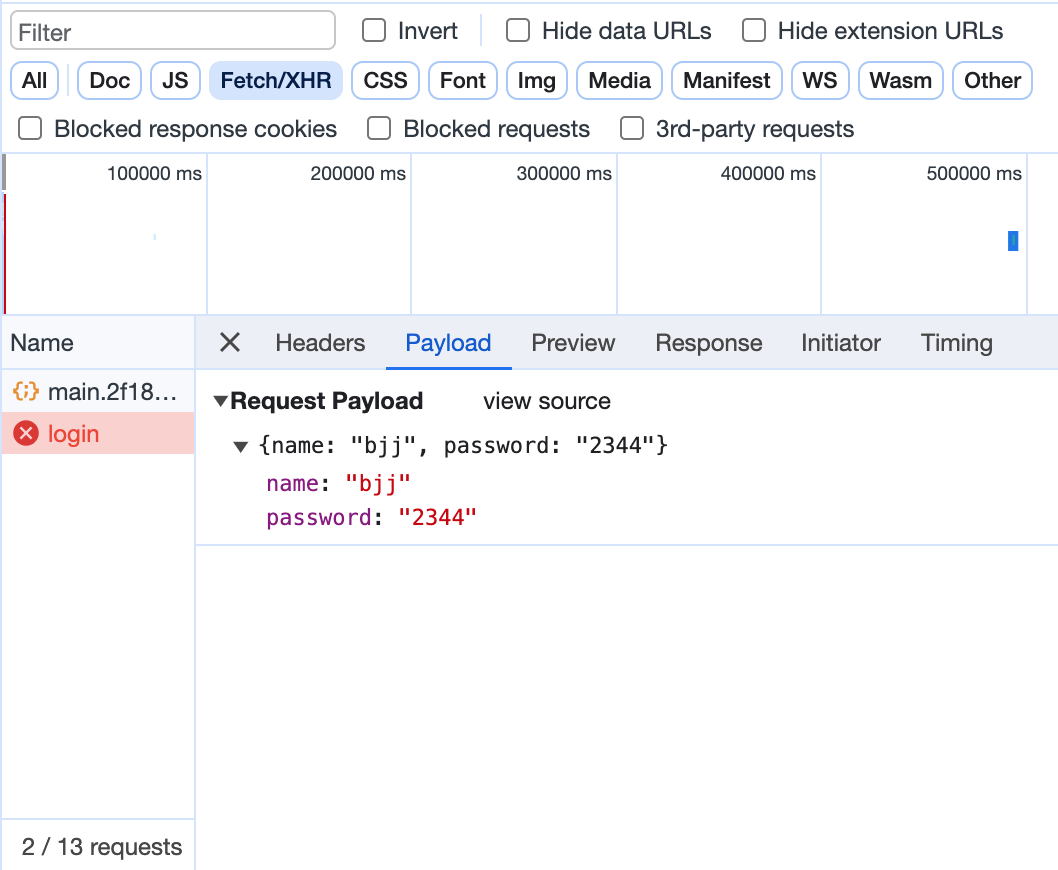 Filter Invert Hide data URLs Hide extension URLs
All Doc JS Fetch/XHR CSS Font Img Media Manifest WS Wasm Other
Blocked response cookies Blocked requests 3rd-party requests
100000 ms 200000 ms 300000 ms 400000 ms 500000 ms
Name Headers Payload Preview Response Initiator Timing
main.2f18...
login
Request Payload view source
{name: "bjj", password: "2344"}
name: "bjj"
password: "2344"
2 / 13 requests